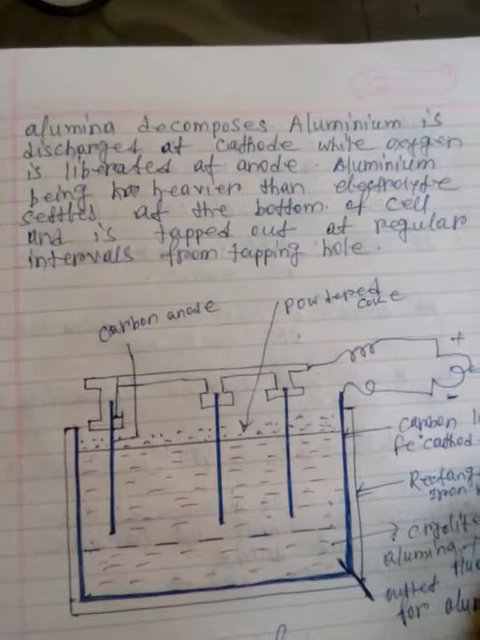 alumina decomposes. Aluminium is
discharged at cathode while oxygen
is liberated at anode. Aluminium
being heavier than electrolyte
settles at the bottom of cell
and is tapped out at regular
intervals from tapping hole.
carbon anode
powdered
+
-
carbon
Fe cathod
Rectang
Iron
cryolite
alumina
outlet
for alum